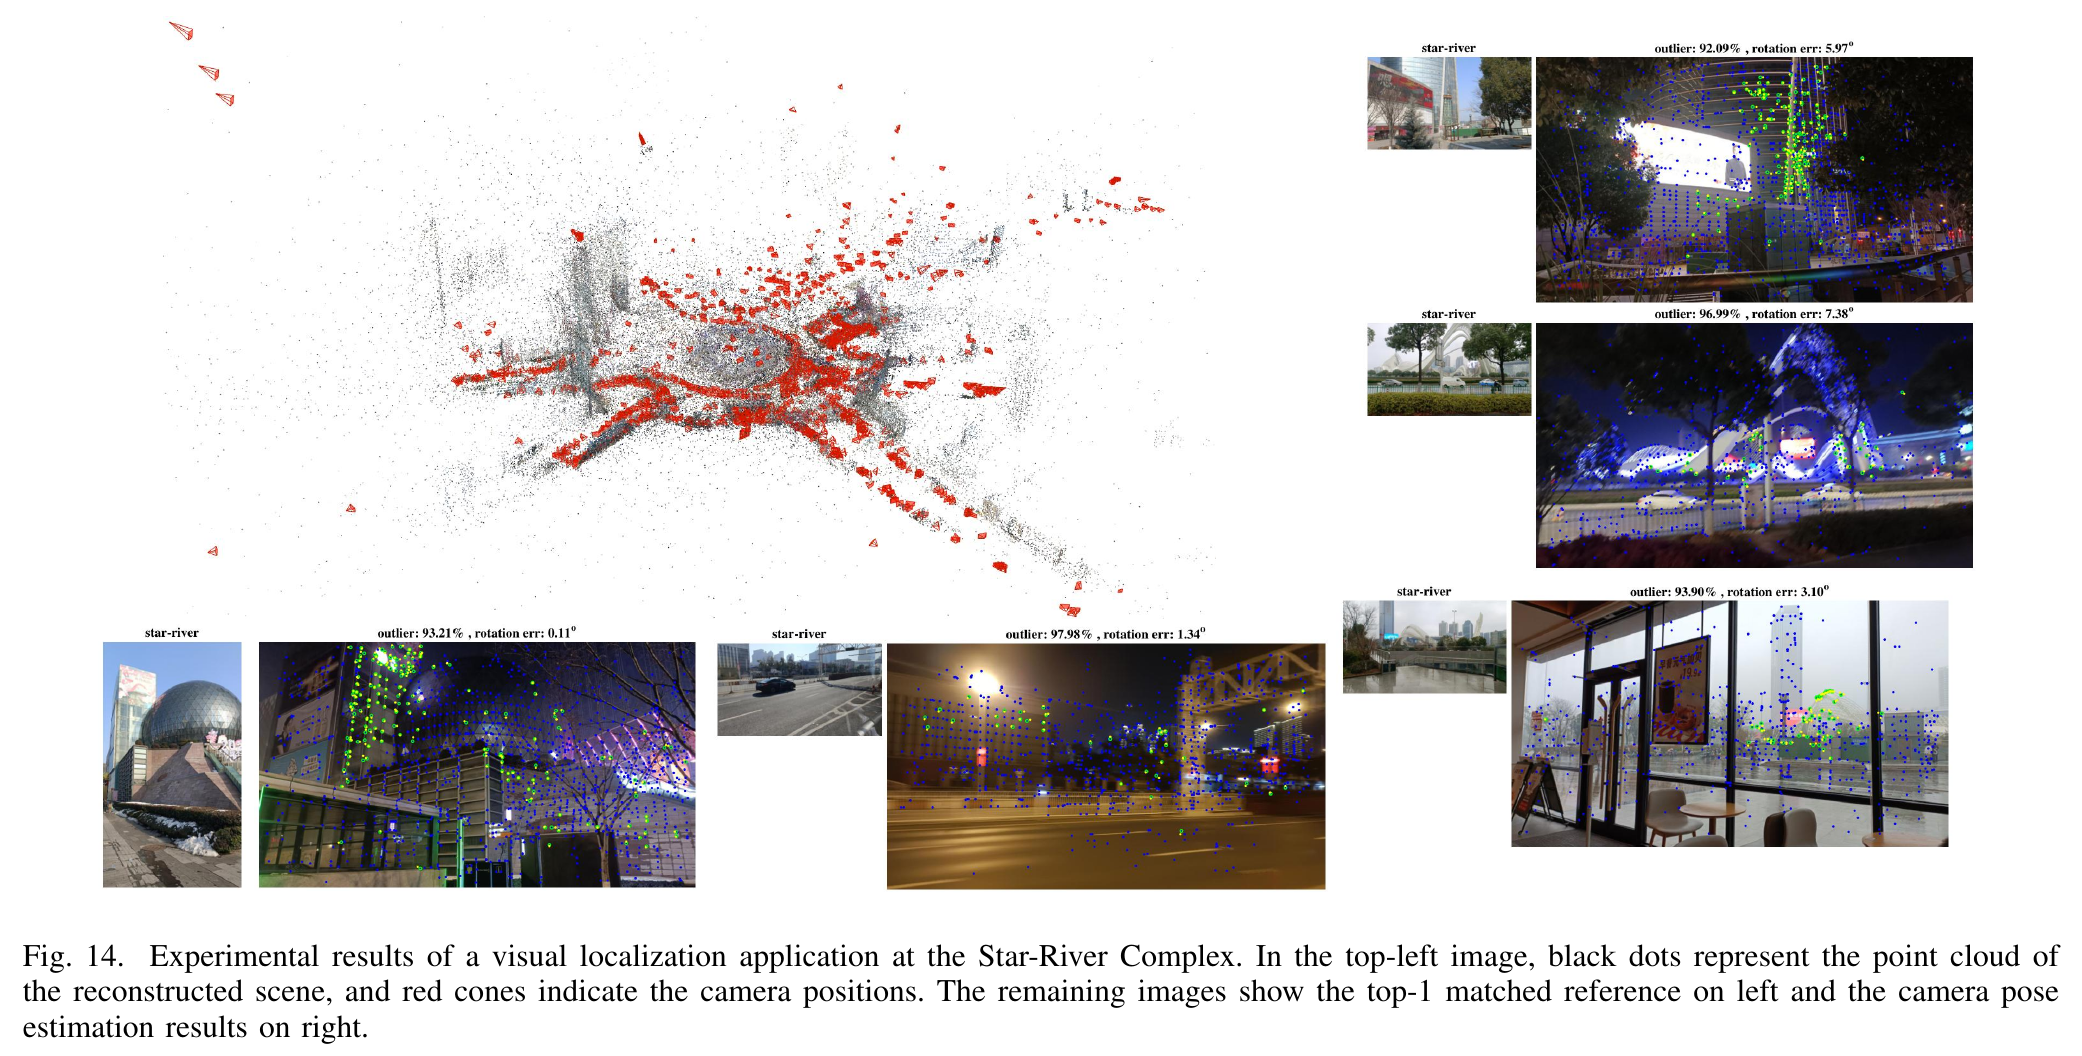 star-river
outlier: 92.09% , rotation err: 5.97°
star-river
outlier: 96.99% , rotation err: 7.38°
star-river
outlier: 93.90% , rotation err: 3.10°
star-river
outlier: 93.21% , rotation err: 0.11°
star-river
outlier: 97.98% , rotation err: 1.34°
Fig. 14. Experimental results of a visual localization application at the Star-River Complex. In the top-left image, black dots represent the point cloud of
the reconstructed scene, and red cones indicate the camera positions. The remaining images show the top-1 matched reference on left and the camera pose
estimation results on right.